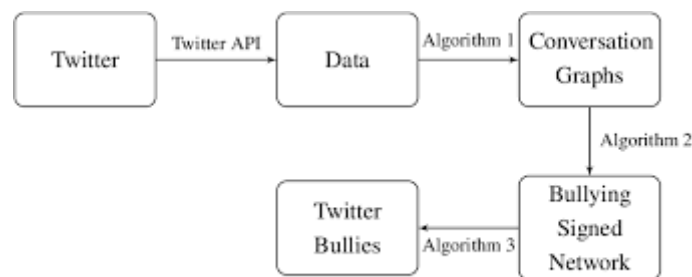 Twitter
Twitter API
Data
Algorithm 1
Conversation
Graphs
Algorithm 2
Bullying
Signed
Network
Algorithm 3
Twitter
Bullies